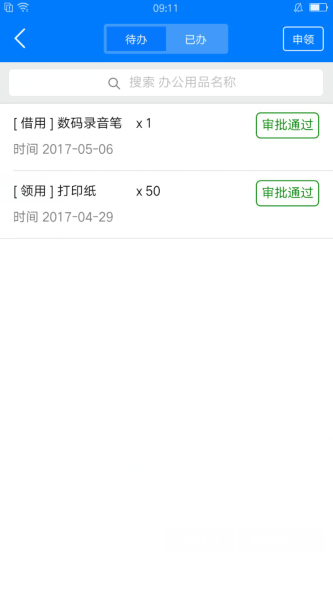 09:11
待办 已办 申领
搜索 办公用品名称
[ 借用 ] 数码录音笔 x 1 审批通过
时间 2017-05-06
[ 领用 ] 打印纸 x 50 审批通过
时间 2017-04-29